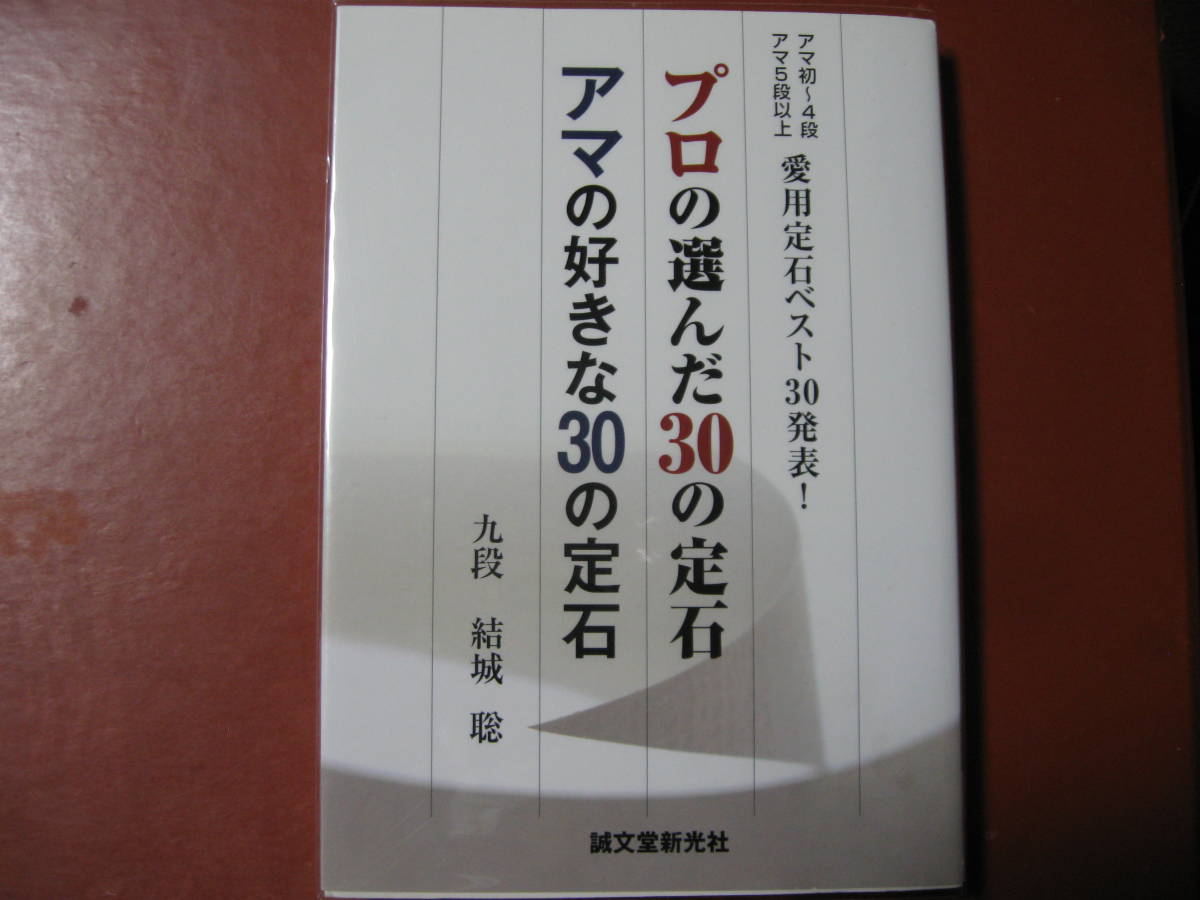 アマ初～4段
アマ5段以上
愛用定石ベスト30発表！
プロの選んだ30の定石
アマの好きな30の定石
九段 結城 聡
誠文堂新光社